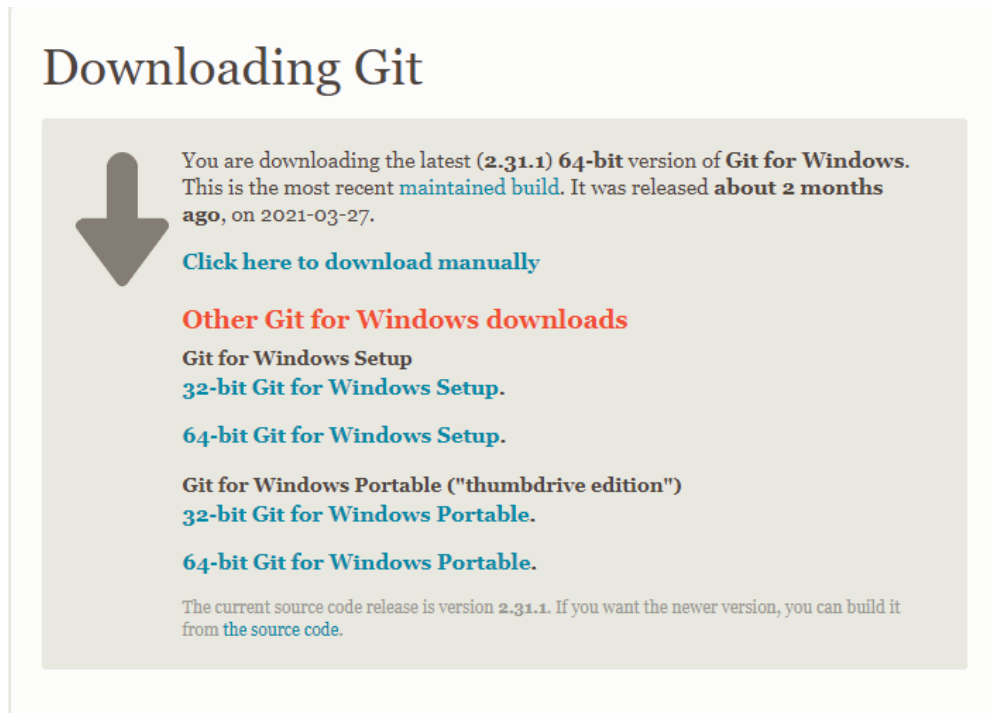 Downloading Git
You are downloading the latest (2.31.1) 64-bit version of Git for Windows.
This is the most recent maintained build. It was released about 2 months
ago, on 2021-03-27.
Click here to download manually
Other Git for Windows downloads
Git for Windows Setup
32-bit Git for Windows Setup.
64-bit Git for Windows Setup.
Git for Windows Portable ("thumbdrive edition")
32-bit Git for Windows Portable.
64-bit Git for Windows Portable.
The current source code release is version 2.31.1. If you want the newer version, you can build it
from the source code.